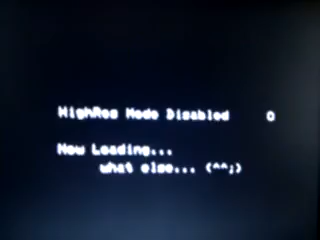 HighRes Mode Disabled 0
Now Loading...
what else... (^^;)